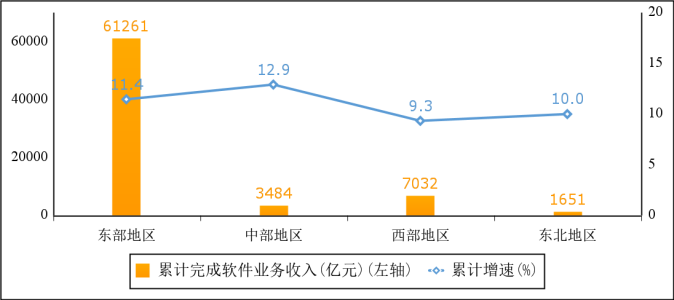 61261
3484
7032
1651
11.4
12.9
9.3
10.0
60000
40000
20000
0
20
15
10
5
0
东部地区
中部地区
西部地区
东北地区
累计完成软件业务收入(亿元)(左轴)
累计增速(%)